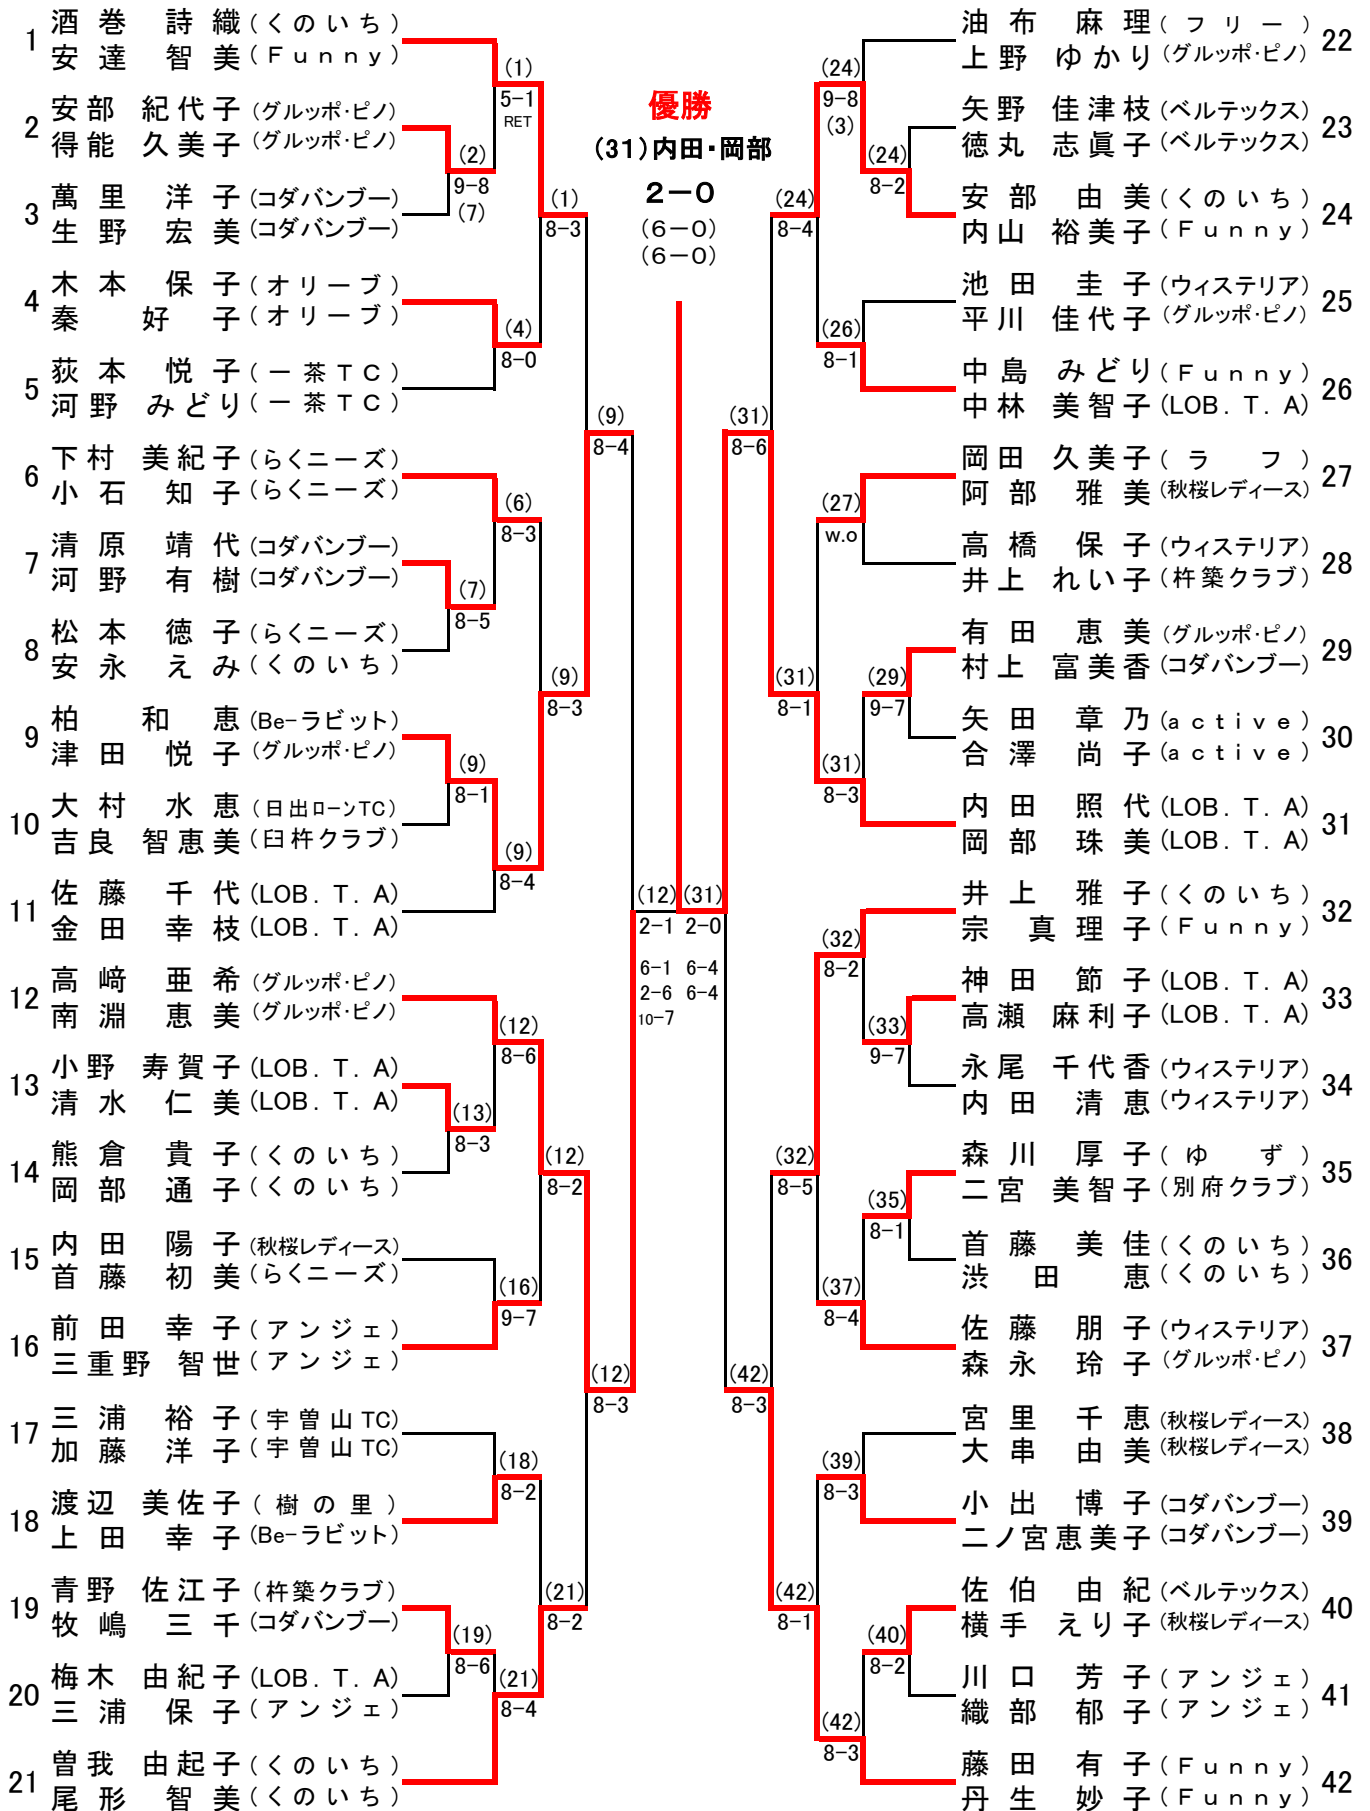 1 酒巻 詩織 (くのいち)
安達 智美 (Funny)
2 安部 紀代子 (グルッポ・ピノ)
得能 久美子 (グルッポ・ピノ)
3 萬里 洋子 (コダバンブー)
生野 宏美 (コダバンブー)
4 木本 保子 (オリーブ)
秦 好子 (オリーブ)
5 荻本 悦子 (一茶TC)
河野 みどり (一茶TC)
6 下村 美紀子 (らくニーズ)
小石 知子 (らくニーズ)
7 清原 靖代 (コダバンブー)
河野 有樹 (コダバンブー)
8 松本 徳子 (らくニーズ)
安永 えみ (くのいち)
9 柏 和恵 (Be-ラビット)
津田 悦子 (グルッポ・ピノ)
10 大村 水恵 (日出ローンTC)
吉良 智恵美 (臼杵クラブ)
11 佐藤 千代 (LOB.T.A)
金田 幸枝 (LOB.T.A)
12 高﨑 亜希 (グルッポ・ピノ)
南淵 恵美 (グルッポ・ピノ)
13 小野 寿賀子 (LOB.T.A)
清水 仁美 (LOB.T.A)
14 熊倉 貴子 (くのいち)
岡部 通子 (くのいち)
15 内田 陽子 (秋桜レディース)
首藤 初美 (らくニーズ)
16 前田 幸子 (アンジェ)
三重野 智世 (アンジェ)
17 三浦 裕子 (宇曽山TC)
加藤 洋子 (宇曽山TC)
18 渡辺 美佐子 (樹の里)
上田 幸子 (Be-ラビット)
19 青野 佐江子 (杵築クラブ)
牧嶋 三千 (コダバンブー)
20 梅木 由紀子 (LOB.T.A)
三浦 保子 (アンジェ)
21 曽我 由起子 (くのいち)
尾形 智美 (くのいち)
(2)
9-8
(7)
(7)
8-5
(9)
8-1
(13)
8-3
(19)
8-6
(1)
5-1
RET
(4)
8-0
(6)
8-3
(9)
8-4
(12)
8-6
(16)
9-7
(18)
8-2
(21)
8-4
(1)
8-3
(9)
8-3
(12)
8-2
(21)
8-2
(9)
8-4
(12)
8-3
優勝
(31)内田・岡部
2-0
(6-0)
(6-0)
(12) (31)
2-1 2-0
6-1 6-4
2-6 6-4
10-7
(31)
8-6
(42)
8-3
(24)
8-4
(31)
8-1
(32)
8-5
(42)
8-1
(24)
9-8
(3)
(26)
8-1
(27)
w.o
(31)
8-3
(32)
8-2
(37)
8-4
(39)
8-3
(42)
8-3
(24)
8-2
(29)
9-7
(33)
9-7
(35)
8-1
(40)
8-2
油布 麻理 (フリー) 22
上野 ゆかり (グルッポ・ピノ)
矢野 佳津枝 (ベルテックス) 23
徳丸 志眞子 (ベルテックス)
安部 由美 (くのいち) 24
内山 裕美子 (Funny)
池田 圭子 (ウィステリア) 25
平川 佳代子 (グルッポ・ピノ)
中島 みどり (Funny) 26
中林 美智子 (LOB.T.A)
岡田 久美子 (ラフ) 27
阿部 雅美 (秋桜レディース)
高橋 保子 (ウィステリア) 28
井上 れい子 (杵築クラブ)
有田 恵美 (グルッポ・ピノ) 29
村上 富美香 (コダバンブー)
矢田 章乃 (active) 30
合澤 尚子 (active)
内田 照代 (LOB.T.A) 31
岡部 珠美 (LOB.T.A)
井上 雅子 (くのいち) 32
宗 真理子 (Funny)
神田 節子 (LOB.T.A) 33
高瀬 麻利子 (LOB.T.A)
永尾 千代香 (ウィステリア) 34
内田 清恵 (ウィステリア)
森川 厚子 (ゆず) 35
二宮 美智子 (別府クラブ)
首藤 美佳 (くのいち) 36
渋田 恵 (くのいち)
佐藤 朋子 (ウィステリア) 37
森永 玲子 (グルッポ・ピノ)
宮里 千恵 (秋桜レディース) 38
大串 由美 (秋桜レディース)
小出 博子 (コダバンブー) 39
二ノ宮恵美子 (コダバンブー)
佐伯 由紀 (ベルテックス) 40
横手 えり子 (秋桜レディース)
川口 芳子 (アンジェ) 41
織部 郁子 (アンジェ)
藤田 有子 (Funny) 42
丹生 妙子 (Funny)